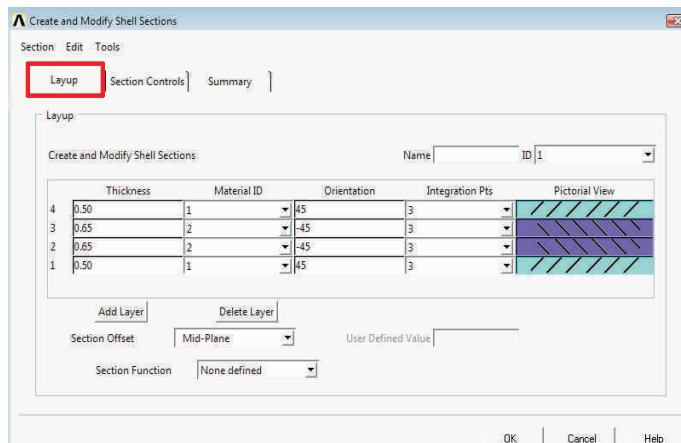 Create and Modify Shell Sections
Section Edit Tools
Layup Section Controls Summary
Layup
Create and Modify Shell Sections Name ID 1
Thickness Material ID Orientation Integration Pts Pictorial View
4 0.50 1 45 3
3 0.65 2 -45 3
2 0.65 2 -45 3
1 0.50 1 45 3
Add Layer Delete Layer
Section Offset Mid-Plane User Defined Value
Section Function None defined
OK Cancel Help